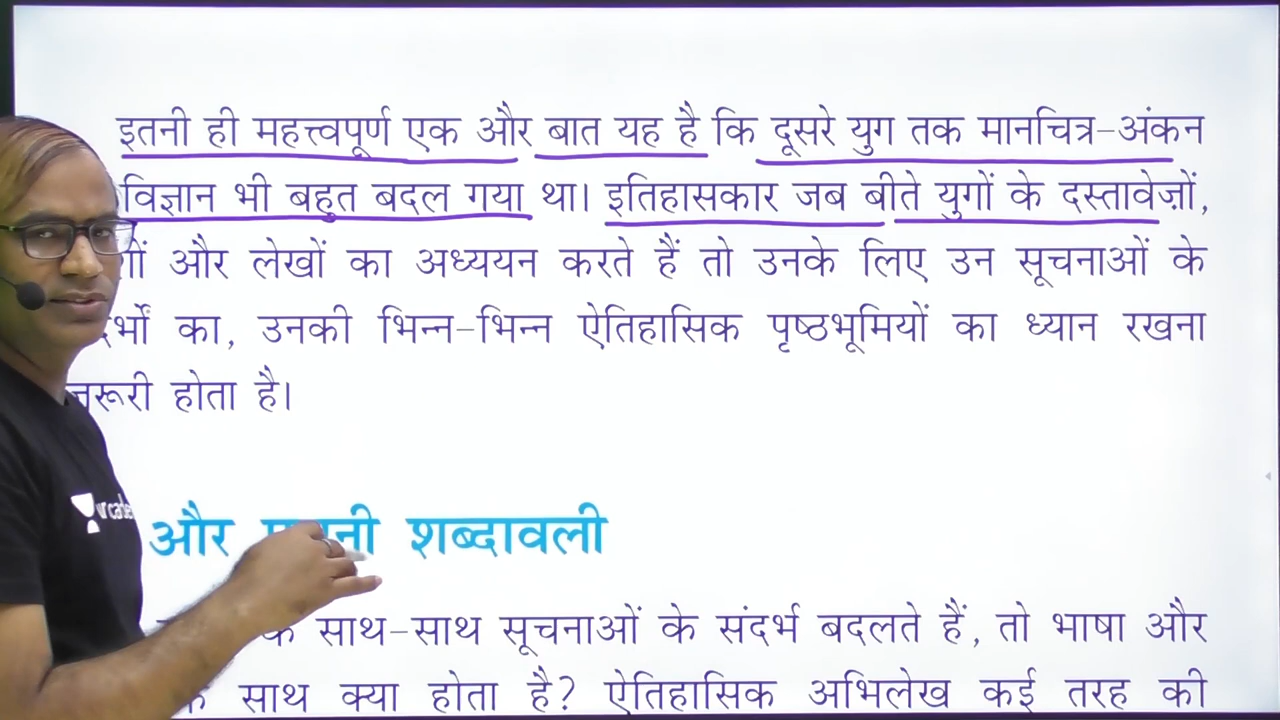 इतनी ही महत्त्वपूर्ण एक और बात यह है कि दूसरे युग तक मानचित्र-अंकन
विज्ञान भी बहुत बदल गया था। इतिहासकार जब बीते युगों के दस्तावेज़ों,
और लेखों का अध्ययन करते हैं तो उनके लिए उन सूचनाओं के
का, उनकी भिन्न-भिन्न ऐतिहासिक पृष्ठभूमियों का ध्यान रखना
होता है।
और शब्दावली
साथ-साथ सूचनाओं के संदर्भ बदलते हैं, तो भाषा और
साथ क्या होता है? ऐतिहासिक अभिलेख कई तरह की